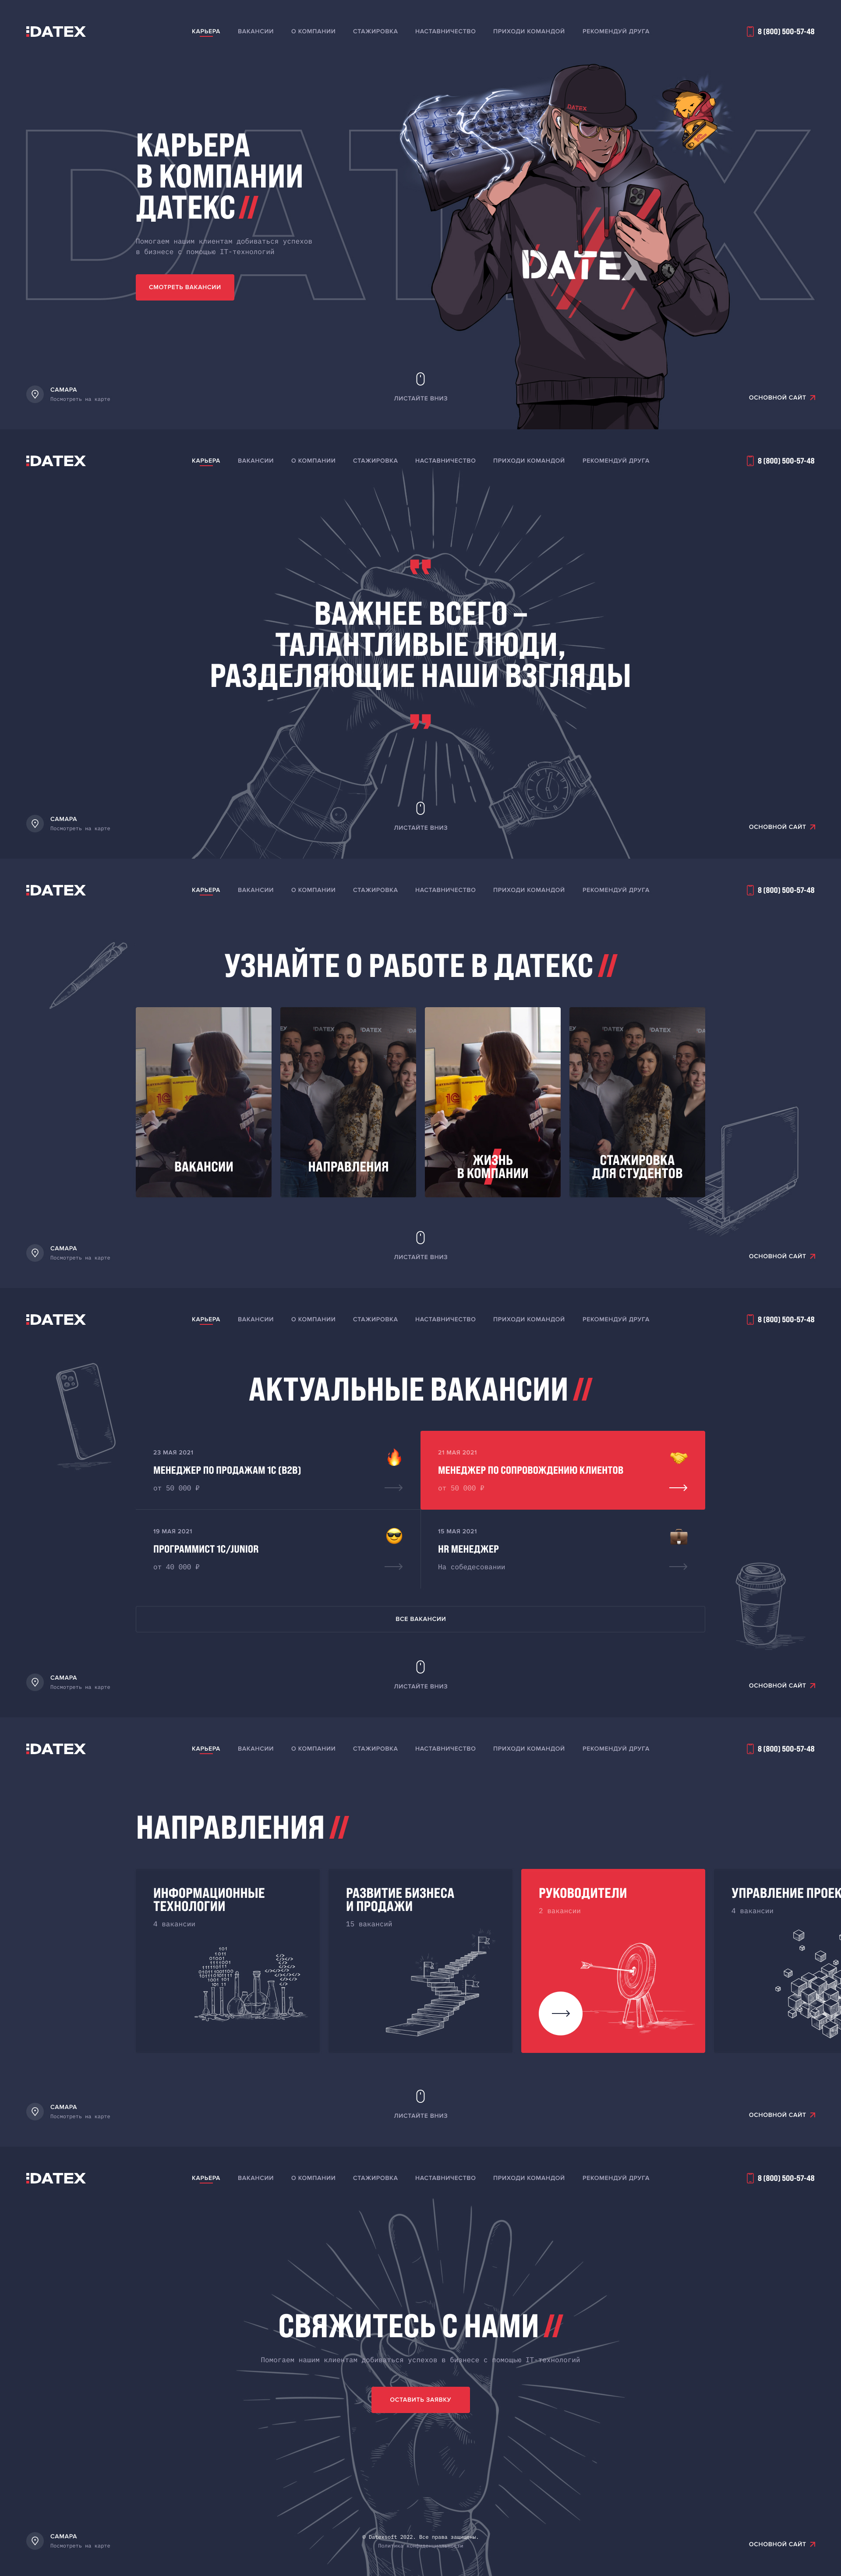 DATEX
КАРЬЕРА
ВАКАНСИИ
О КОМПАНИИ
СТАЖИРОВКА
НАСТАВНИЧЕСТВО
ПРИХОДИ КОМАНДОЙ
РЕКОМЕНДУЙ ДРУГА
8 (800) 500-57-48
DATEX
КАРЬЕРА
В КОМПАНИИ
ДАТЕКС //
Помогаем нашим клиентам добиваться успехов
в бизнесе с помощью IT-технологий
СМОТРЕТЬ ВАКАНСИИ
DATEX
DATEX
САМАРА
Посмотреть на карте
ЛИСТАЙТЕ ВНИЗ
ОСНОВНОЙ САЙТ
DATEX
КАРЬЕРА
ВАКАНСИИ
О КОМПАНИИ
СТАЖИРОВКА
НАСТАВНИЧЕСТВО
ПРИХОДИ КОМАНДОЙ
РЕКОМЕНДУЙ ДРУГА
8 (800) 500-57-48
ВАЖНЕЕ ВСЕГО –
ТАЛАНТЛИВЫЕ ЛЮДИ,
РАЗДЕЛЯЮЩИЕ НАШИ ВЗГЛЯДЫ
САМАРА
Посмотреть на карте
ЛИСТАЙТЕ ВНИЗ
ОСНОВНОЙ САЙТ
DATEX
КАРЬЕРА
ВАКАНСИИ
О КОМПАНИИ
СТАЖИРОВКА
НАСТАВНИЧЕСТВО
ПРИХОДИ КОМАНДОЙ
РЕКОМЕНДУЙ ДРУГА
8 (800) 500-57-48
УЗНАЙТЕ О РАБОТЕ В ДАТЕКС //
ВАКАНСИИ
НАПРАВЛЕНИЯ
ЖИЗНЬ
В КОМПАНИИ
СТАЖИРОВКА
ДЛЯ СТУДЕНТОВ
САМАРА
Посмотреть на карте
ЛИСТАЙТЕ ВНИЗ
ОСНОВНОЙ САЙТ
DATEX
КАРЬЕРА
ВАКАНСИИ
О КОМПАНИИ
СТАЖИРОВКА
НАСТАВНИЧЕСТВО
ПРИХОДИ КОМАНДОЙ
РЕКОМЕНДУЙ ДРУГА
8 (800) 500-57-48
АКТУАЛЬНЫЕ ВАКАНСИИ //
23 МАЯ 2021
МЕНЕДЖЕР ПО ПРОДАЖАМ 1С (B2B)
от 50 000 ₽
21 МАЯ 2021
МЕНЕДЖЕР ПО СОПРОВОЖДЕНИЮ КЛИЕНТОВ
от 50 000 ₽
19 МАЯ 2021
ПРОГРАММИСТ 1С/JUNIOR
от 40 000 ₽
15 МАЯ 2021
HR МЕНЕДЖЕР
На собедесовании
ВСЕ ВАКАНСИИ
САМАРА
Посмотреть на карте
ЛИСТАЙТЕ ВНИЗ
ОСНОВНОЙ САЙТ
DATEX
КАРЬЕРА
ВАКАНСИИ
О КОМПАНИИ
СТАЖИРОВКА
НАСТАВНИЧЕСТВО
ПРИХОДИ КОМАНДОЙ
РЕКОМЕНДУЙ ДРУГА
8 (800) 500-57-48
НАПРАВЛЕНИЯ //
ИНФОРМАЦИОННЫЕ
ТЕХНОЛОГИИ
4 вакансии
РАЗВИТИЕ БИЗНЕСА
И ПРОДАЖИ
15 вакансий
РУКОВОДИТЕЛИ
2 вакансии
УПРАВЛЕНИЕ ПРОЕК
4 вакансии
САМАРА
Посмотреть на карте
ЛИСТАЙТЕ ВНИЗ
ОСНОВНОЙ САЙТ
DATEX
КАРЬЕРА
ВАКАНСИИ
О КОМПАНИИ
СТАЖИРОВКА
НАСТАВНИЧЕСТВО
ПРИХОДИ КОМАНДОЙ
РЕКОМЕНДУЙ ДРУГА
8 (800) 500-57-48
СВЯЖИТЕСЬ С НАМИ //
Помогаем нашим клиентам добиваться успехов в бизнесе с помощью IT-технологий
ОСТАВИТЬ ЗАЯВКУ
САМАРА
Посмотреть на карте
© Datexsoft 2022. Все права защищены.
Политика конфиденциальности
ОСНОВНОЙ САЙТ